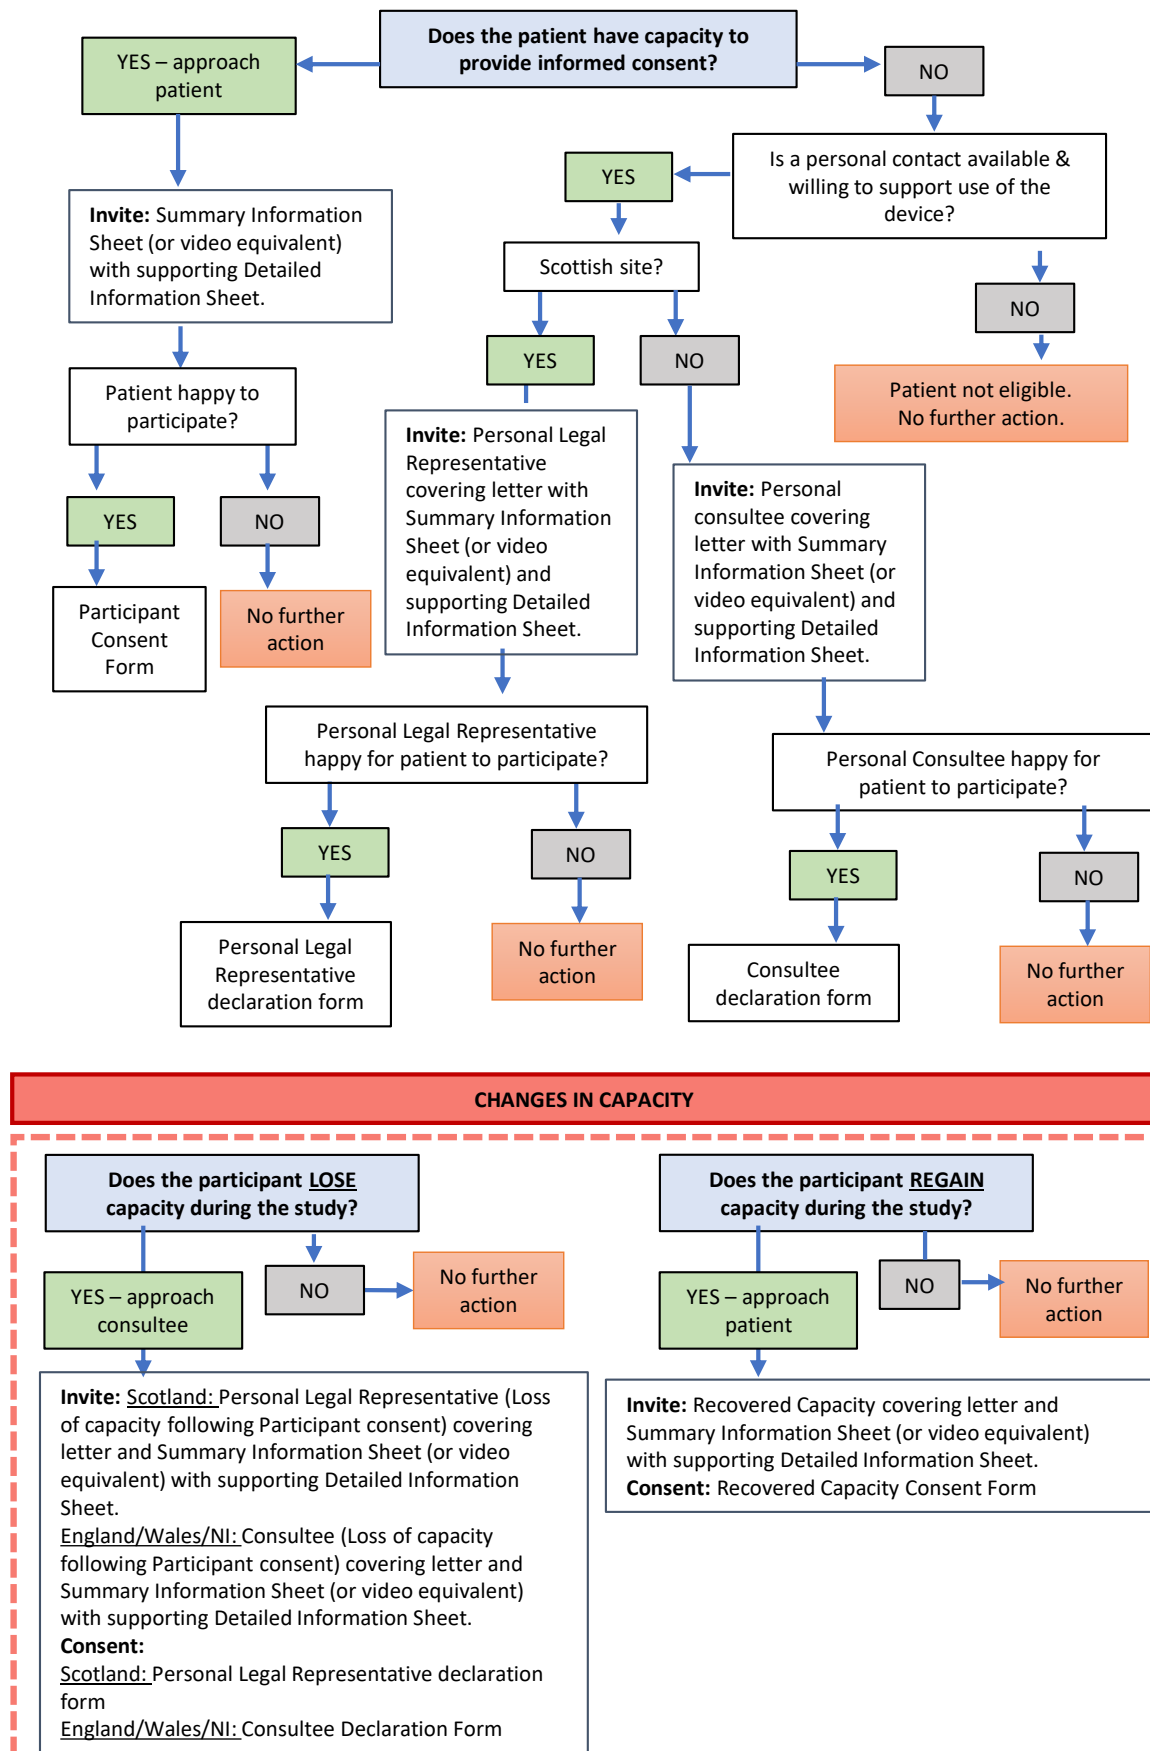 Does the patient have capacity to
provide informed consent?
YES – approach
patient
NO
Is a personal contact available &
willing to support use of the
device?
YES
Invite: Summary Information
Sheet (or video equivalent)
with supporting Detailed
Information Sheet.
Scottish site?
NO
YES
NO
Patient happy to
participate?
Patient not eligible.
No further action.
Invite: Personal Legal
Representative
covering letter with
Summary Information
Sheet (or video
equivalent) and
supporting Detailed
Information Sheet.
Invite: Personal
consultee covering
letter with Summary
Information Sheet (or
video equivalent) and
supporting Detailed
Information Sheet.
YES
NO
Participant
Consent
Form
No further
action
Personal Legal Representative
happy for patient to participate?
Personal Consultee happy for
patient to participate?
YES
NO
YES
NO
Personal Legal
Representative
declaration form
No further
action
Consultee
declaration form
No further
action
CHANGES IN CAPACITY
Does the participant LOSE
capacity during the study?
NO
No further
action
YES – approach
consultee
Invite: Scotland: Personal Legal Representative (Loss
of capacity following Participant consent) covering
letter and Summary Information Sheet (or video
equivalent) with supporting Detailed Information
Sheet.
England/Wales/NI: Consultee (Loss of capacity
following Participant consent) covering letter and
Summary Information Sheet (or video equivalent)
with supporting Detailed Information Sheet.
Consent:
Scotland: Personal Legal Representative declaration
form
England/Wales/NI: Consultee Declaration Form
Does the participant REGAIN
capacity during the study?
NO
No further
action
YES – approach
patient
Invite: Recovered Capacity covering letter and
Summary Information Sheet (or video equivalent)
with supporting Detailed Information Sheet.
Consent: Recovered Capacity Consent Form